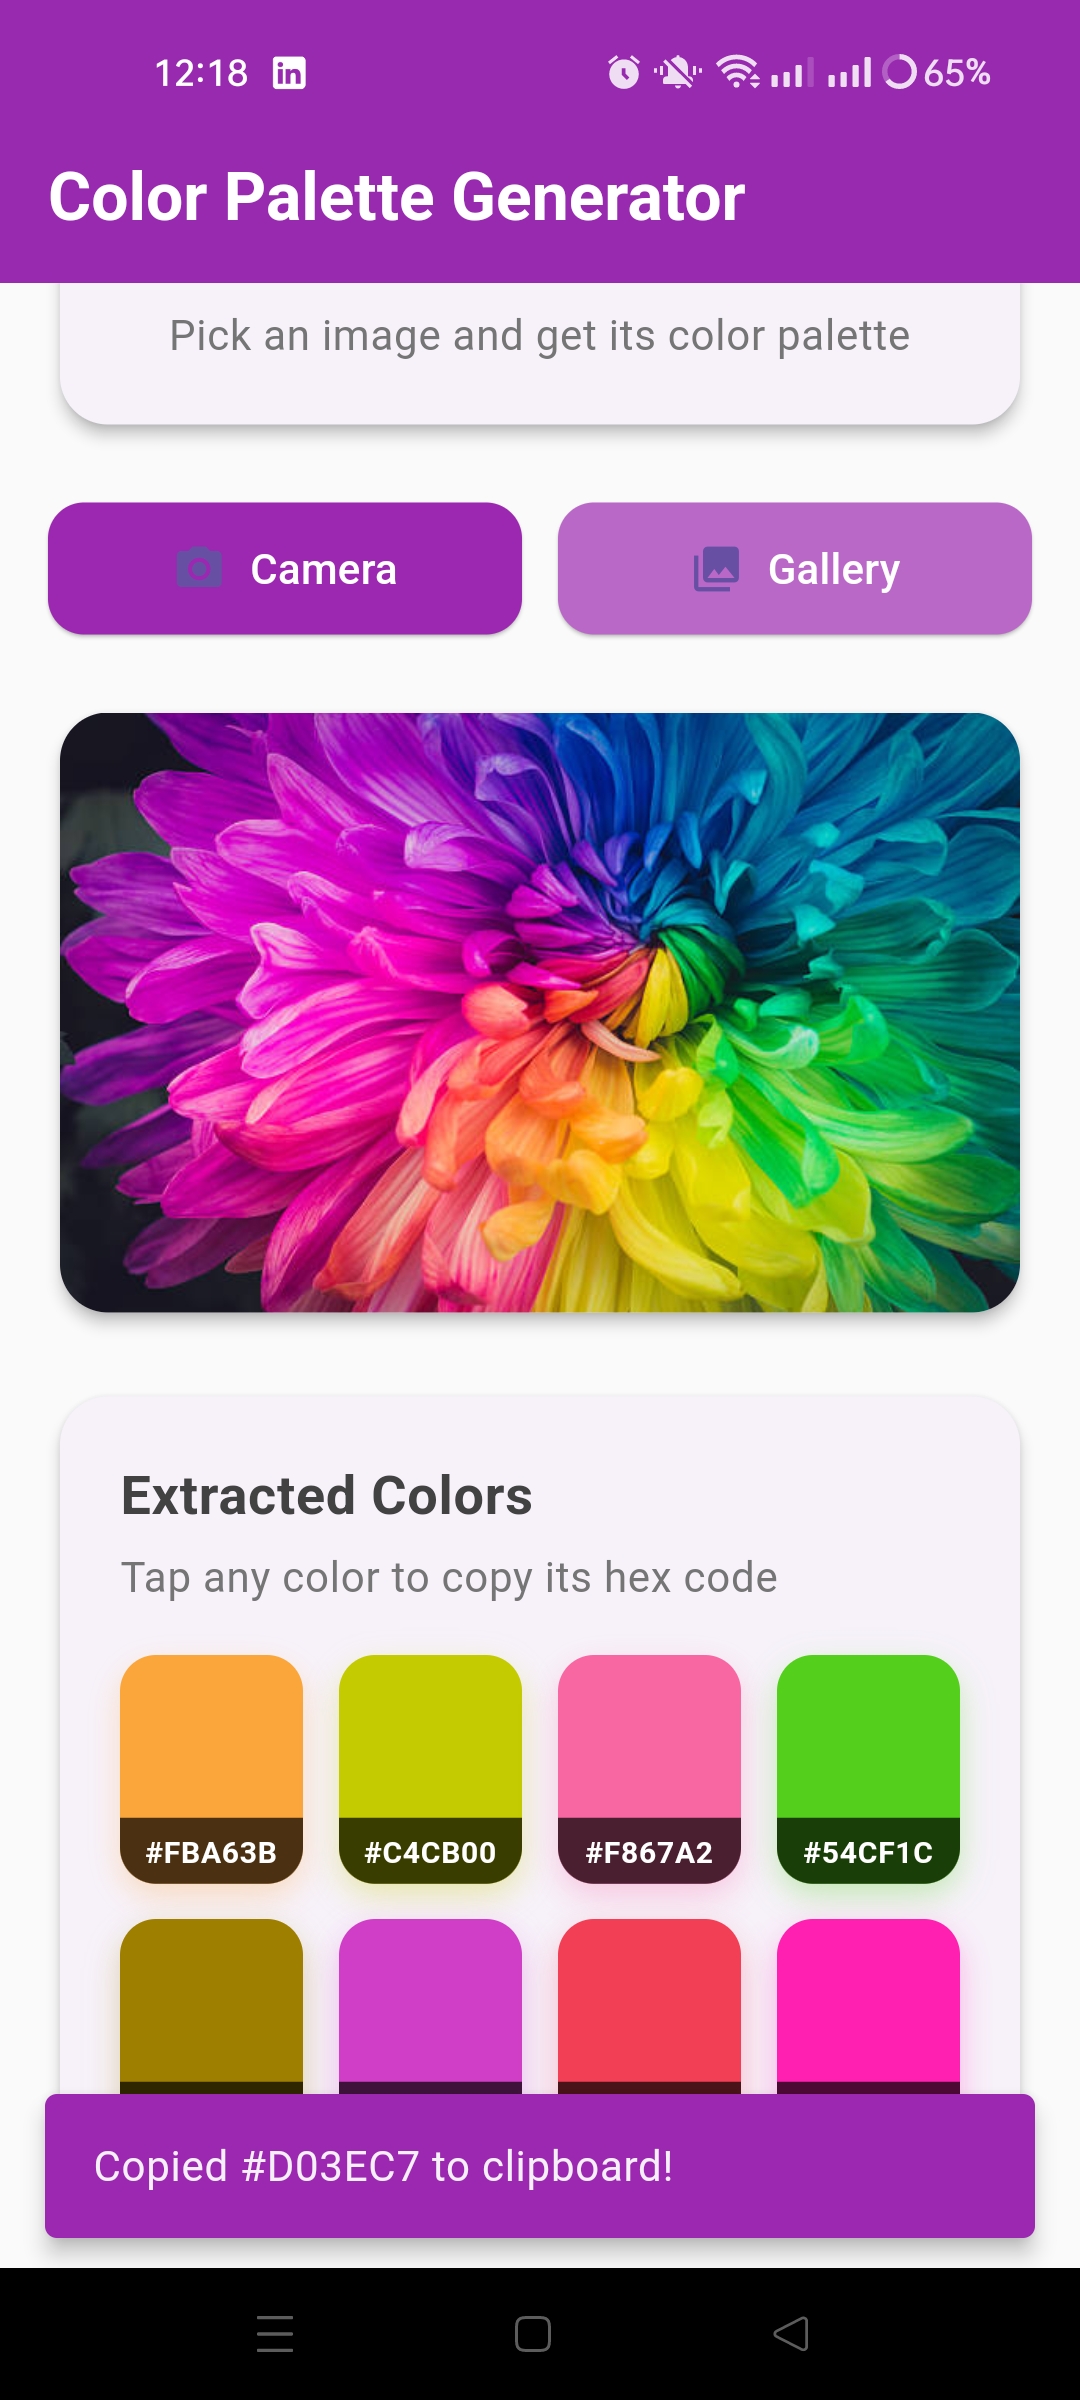 12:18 in 65%
Color Palette Generator
Pick an image and get its color palette
Camera Gallery
Extracted Colors
Tap any color to copy its hex code
#FBA63B #C4CB00 #F867A2 #54CF1C
Copied #D03EC7 to clipboard!